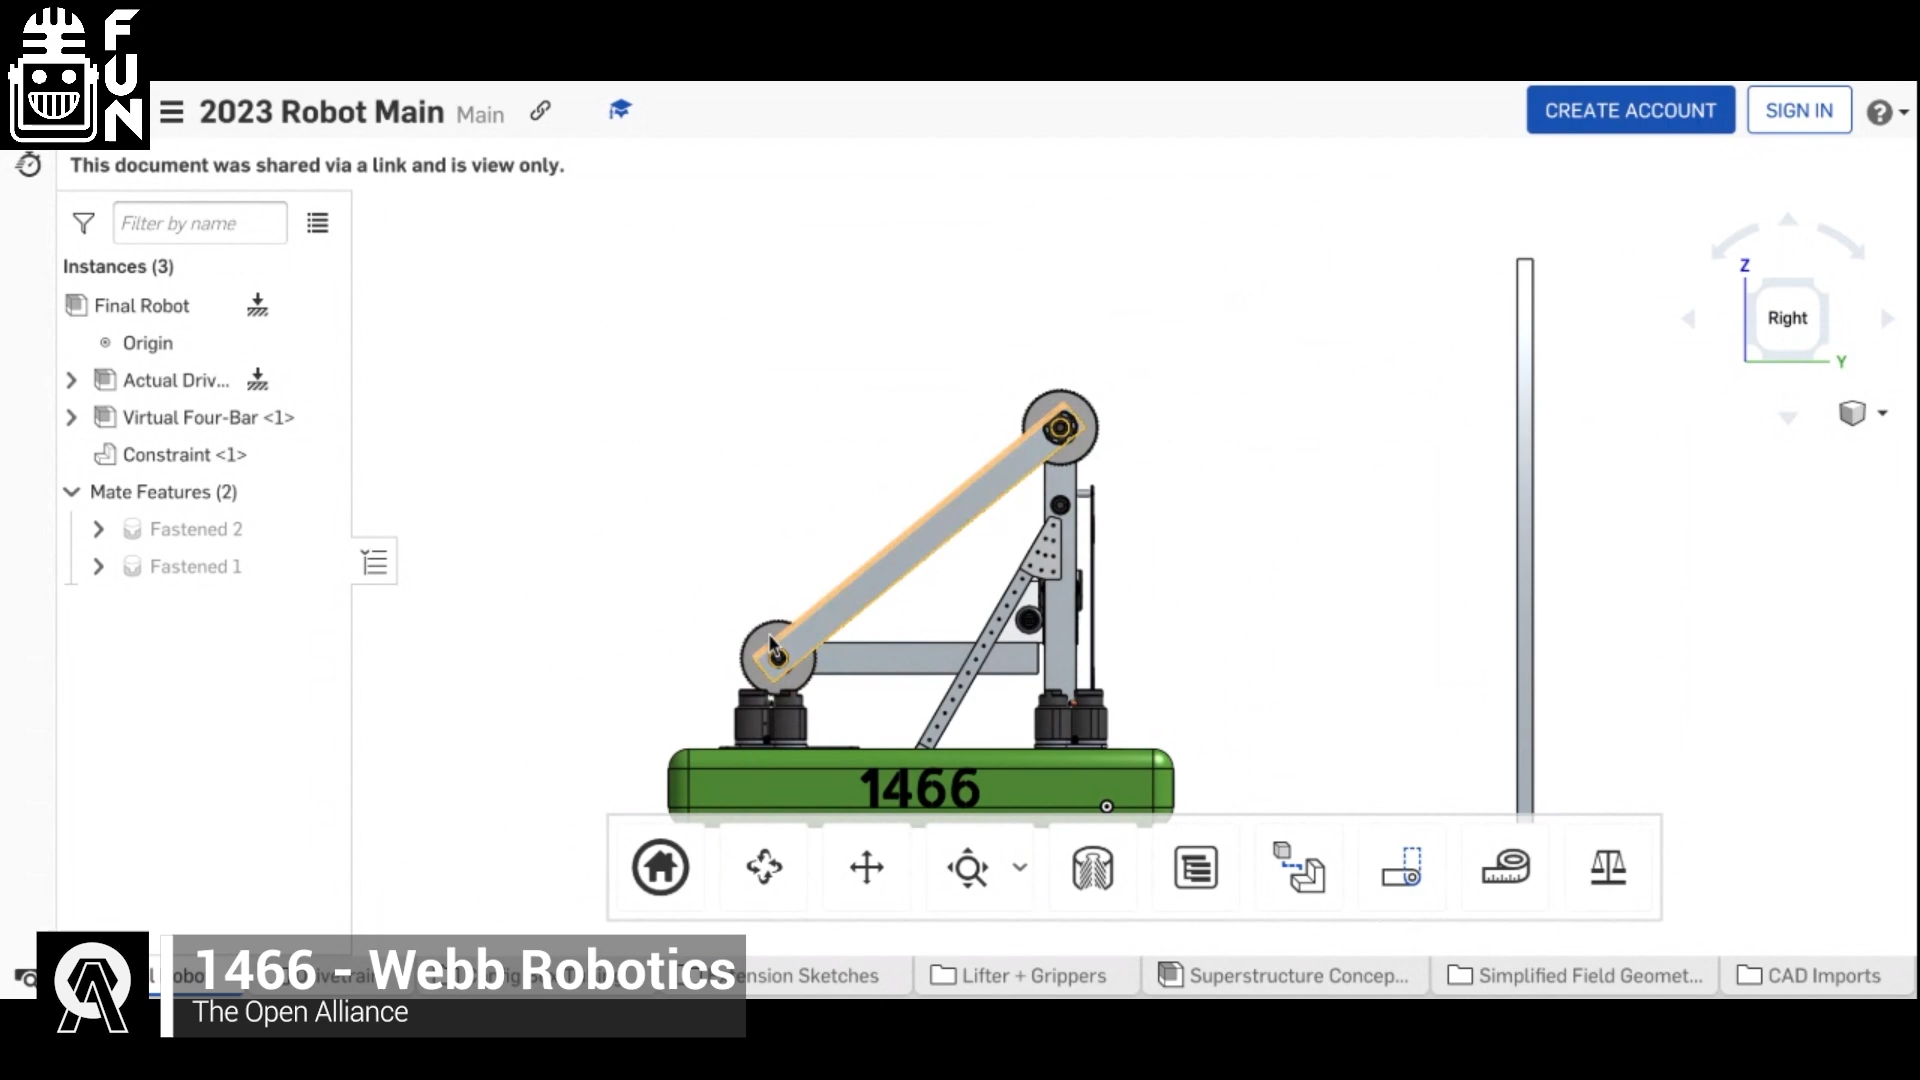 FUN
2023 Robot Main Main
CREATE ACCOUNT
SIGN IN
?
This document was shared via a link and is view only.
Filter by name
Instances (3)
Final Robot
Origin
Actual Driv...
Virtual Four-Bar <1>
Constraint <1>
Mate Features (2)
Fastened 2
Fastened 1
Z
Right
Y
1466
ension Sketches
Lifter + Grippers
Superstructure Concep...
Simplified Field Geomet...
CAD Imports
1466 - Webb Robotics
The Open Alliance